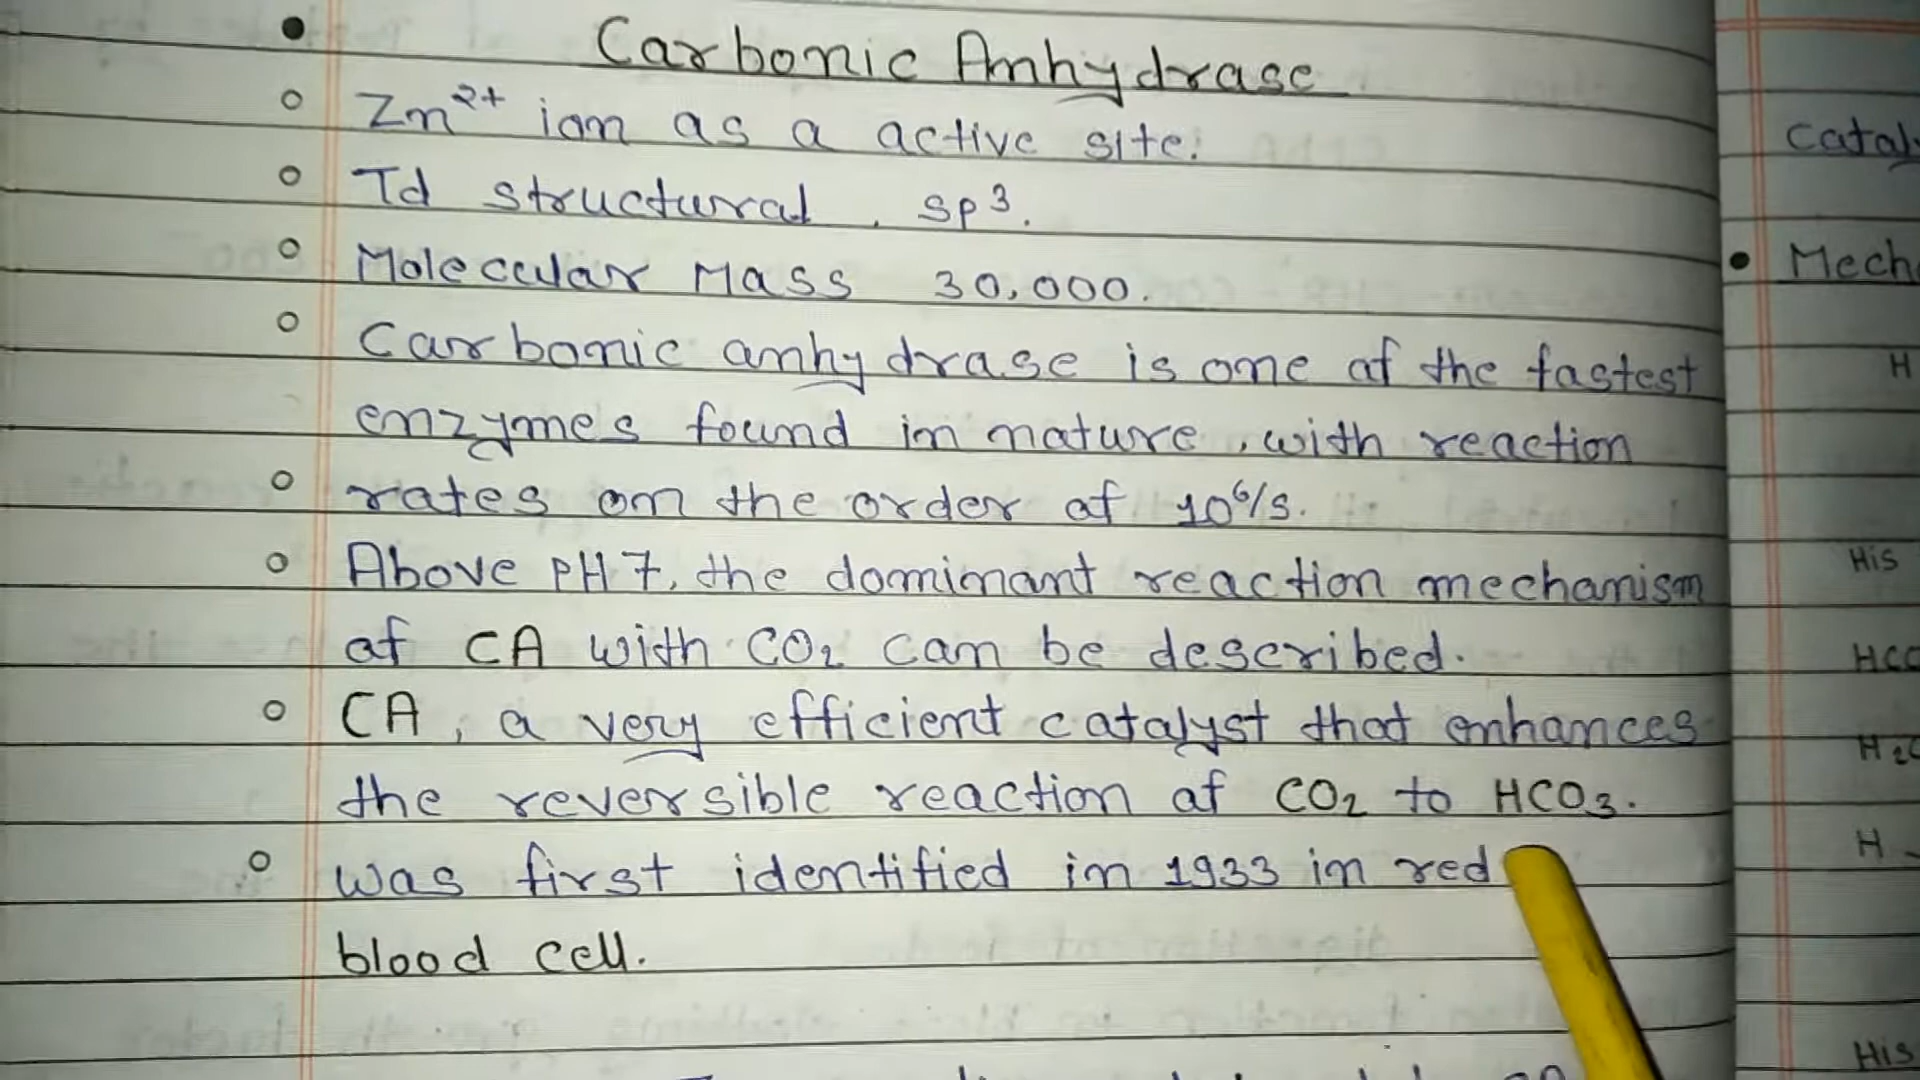 • Carbonic Anhydrase
○ Zn²⁺ ion as a active site.
○ Td structural, sp³.
○ Molecular Mass 30,000.
○ Carbonic anhydrase is one of the fastest
enzymes found in nature, with reaction
○ rates on the order of 10⁶/s.
○ Above PH 7, the dominant reaction mechanism
of CA with CO₂ can be described.
○ CA, a very efficient catalyst that enhances
the reversible reaction of CO₂ to HCO₃.
○ was first identified in 1933 in red
blood cell.
• Mech
H
His
H
His